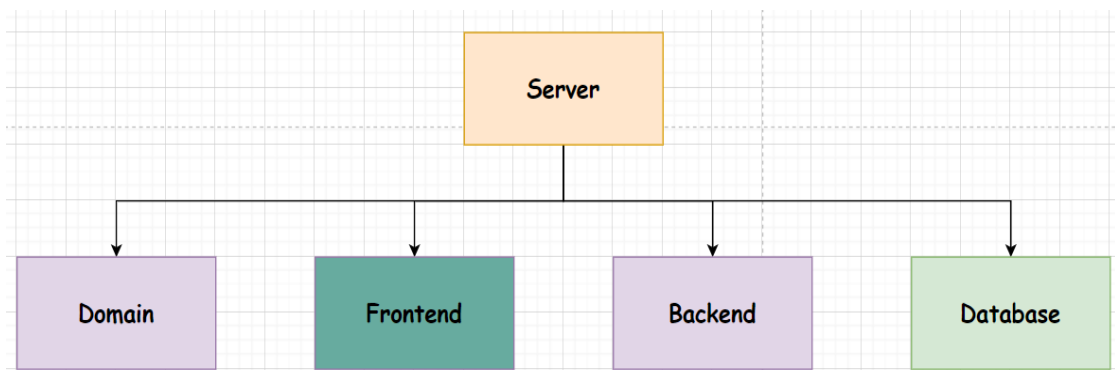 Server
Domain
Frontend
Backend
Database